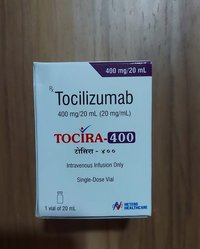 400 mg/20 mL
Rx
Tocilizumab
400 mg/20 mL (20 mg/mL)
TOCIRA-400
टोसिरा - ४००
Intravenous Infusion Only
Single-Dose Vial
1 vial of 20 mL
HETERO
HEALTHCARE